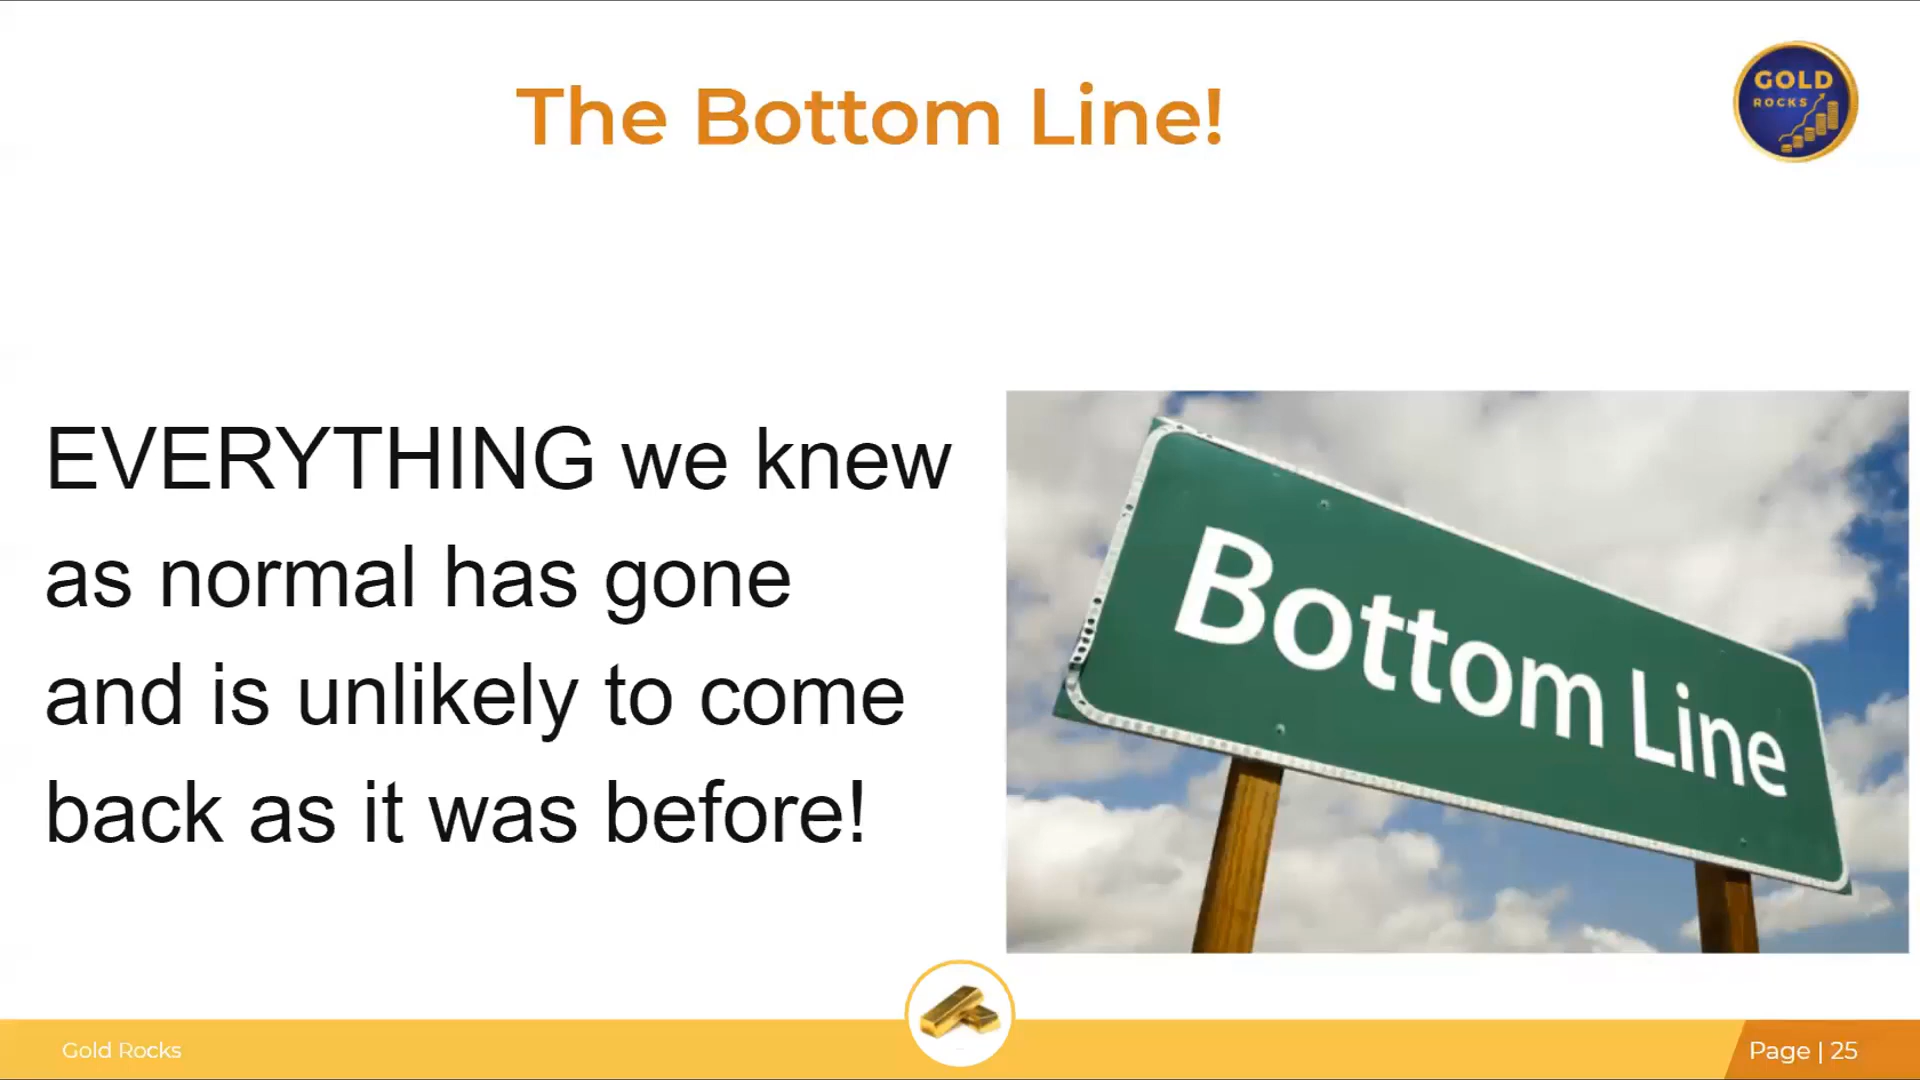 The Bottom Line!
GOLD
ROCKS
EVERYTHING we knew
as normal has gone
and is unlikely to come
back as it was before!
Bottom Line
Gold Rocks
Page | 25